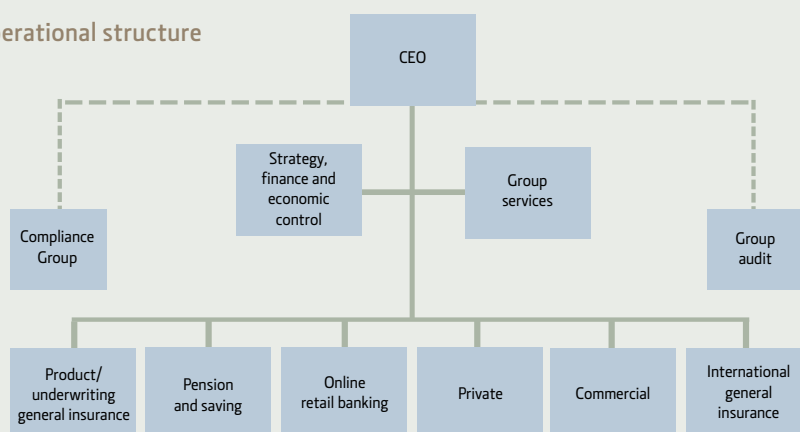 erational structure
CEO
Strategy,
finance and
economic
control
Group
services
Compliance
Group
Group
audit
Product/
underwriting
general insurance
Pension
and saving
Online
retail banking
Private
Commercial
International
general
insurance